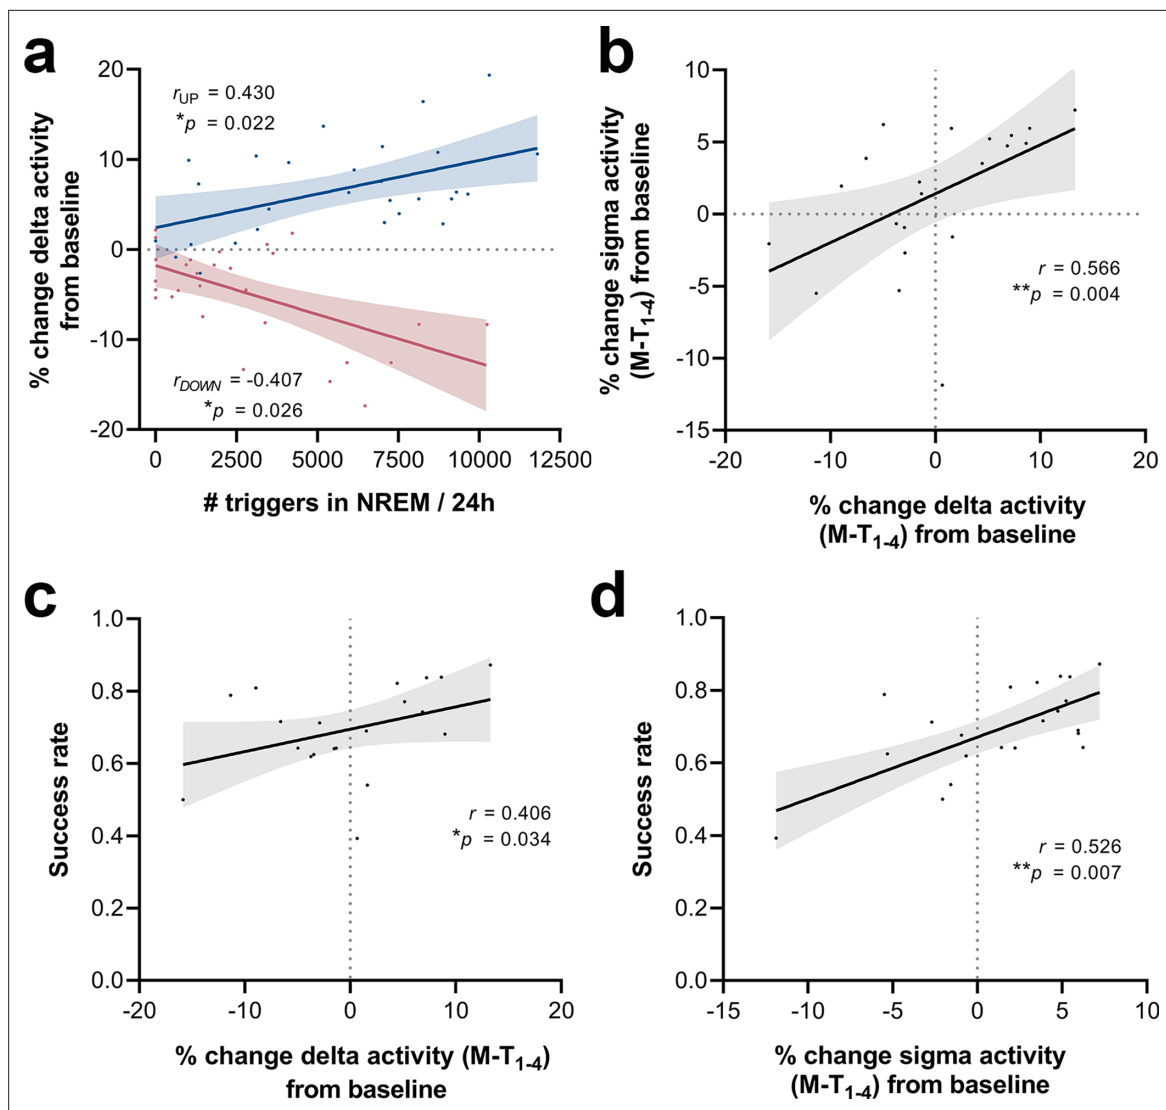 a
% change delta activity
from baseline
20
10
0
-10
-20
rUP = 0.430
*p = 0.022
rDOWN = -0.407
*p = 0.026
0 2500 5000 7500 10000 12500
# triggers in NREM / 24h
b
% change sigma activity
(M-T1-4) from baseline
10
5
0
-5
-10
-15
r = 0.566
**p = 0.004
-20 -10 0 10 20
% change delta activity
(M-T1-4) from baseline
c
Success rate
1.0
0.8
0.6
0.4
0.2
0.0
r = 0.406
*p = 0.034
-20 -10 0 10 20
% change delta activity (M-T1-4)
from baseline
d
Success rate
1.0
0.8
0.6
0.4
0.2
0.0
r = 0.526
**p = 0.007
-15 -10 -5 0 5 10
% change sigma activity
(M-T1-4) from baseline